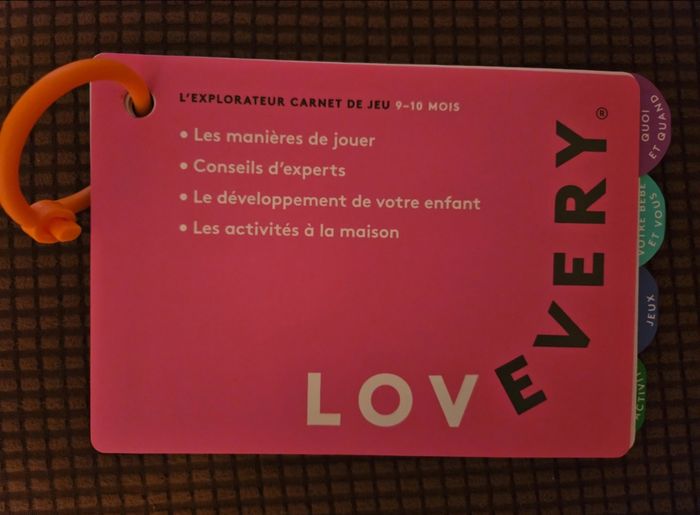 L'EXPLORATEUR CARNET DE JEU 9–10 MOIS
• Les manières de jouer
• Conseils d'experts
• Le développement de votre enfant
• Les activités à la maison
LOVEVERY®
QUOI
ET QUAND
VOTRE BÉBÉ
ET VOUS
JEUX